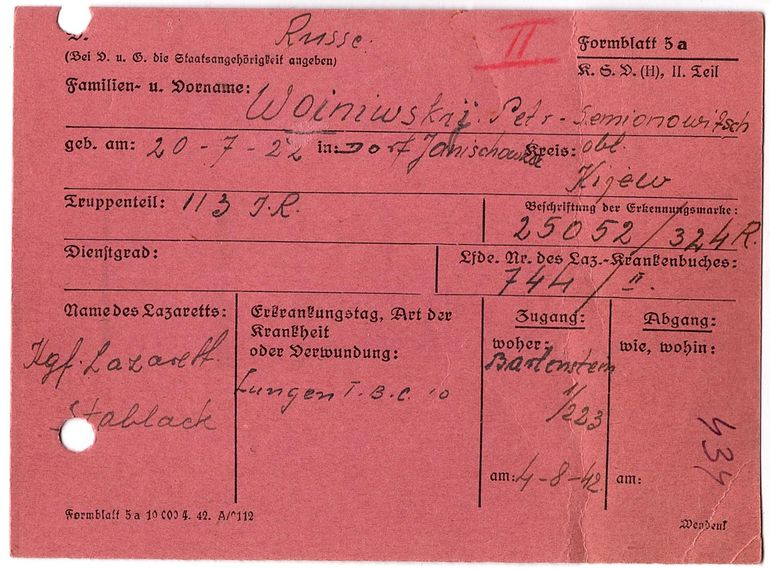 D.
Russe.
II
Formblatt 5a
(Bei D. u. G. die Staatsangehörigkeit angeben)
K. S. D. (H), II. Teil
Familien- u. Vorname: Woiniwskij. Petr- Semionowitsch
geb. am: 20-7-22 in: Dorf Kreis: obl.
Kijew
Truppenteil: 113 J.R.
Beschriftung der Erkennungsmarke:
25052/324 R.
Dienstgrad:
Lfde. Nr. des Laz.-Krankenbuches:
744/II.
Name des Lazaretts:
Kgf. Lazarett.
Stablack
Erkrankungstag, Art der
Krankheit
oder Verwundung:
Lungen T.B.C. 10
Zugang:
woher:
Bartenstein
1/223
am: 4-8-42
Abgang:
wie, wohin:
434
am:
Formblatt 5a 10 000 4. 42. A/0112
Wenden!